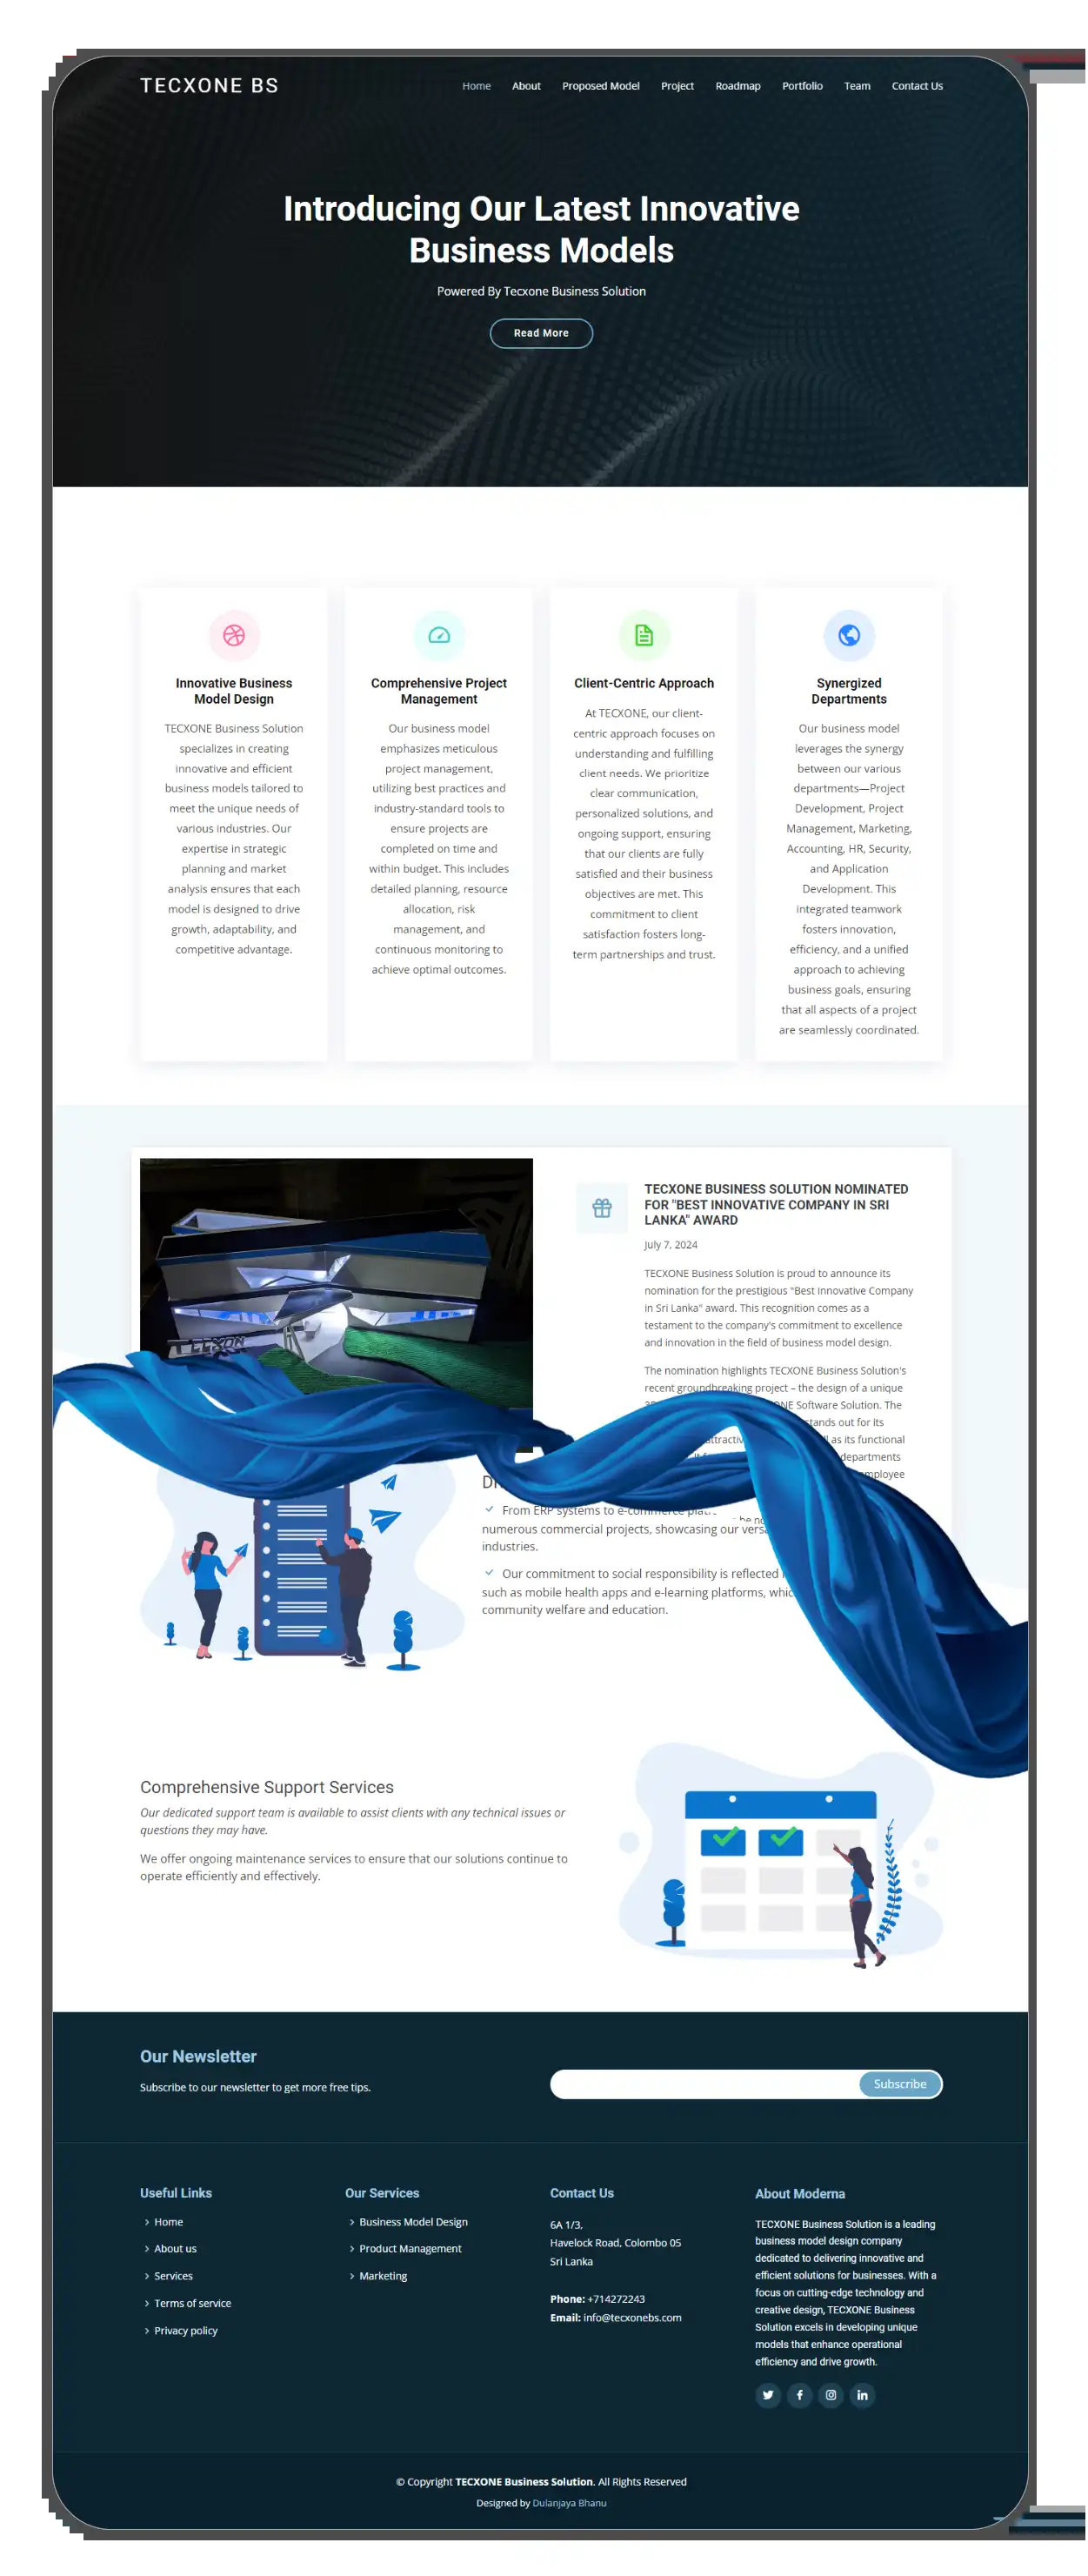 TECXONE BS
Home About Proposed Model Project Roadmap Portfolio Team Contact Us
Introducing Our Latest Innovative
Business Models
Powered By Tecxone Business Solution
Read More
Innovative Business
Model Design
TECXONE Business Solution
specializes in creating
innovative and efficient
business models tailored to
meet the unique needs of
various industries. Our
expertise in strategic
planning and market
analysis ensures that each
model is designed to drive
growth, adaptability, and
competitive advantage.
Comprehensive Project
Management
Our business model
emphasizes meticulous
project management,
utilizing best practices and
industry-standard tools to
ensure projects are
completed on time and
within budget. This includes
detailed planning, resource
allocation, risk
management, and
continuous monitoring to
achieve optimal outcomes.
Client-Centric Approach
At TECXONE, our client-
centric approach focuses on
understanding and fulfilling
client needs. We prioritize
clear communication,
personalized solutions, and
ongoing support, ensuring
that our clients are fully
satisfied and their business
objectives are met. This
commitment to client
satisfaction fosters long-
term partnerships and trust.
Synergized
Departments
Our business model
leverages the synergy
between our various
departments—Project
Development, Project
Management, Marketing,
Accounting, HR, Security,
and Application
Development. This
integrated teamwork
fosters innovation,
efficiency, and a unified
approach to achieving
business goals, ensuring
that all aspects of a project
are seamlessly coordinated.
TECXONE BUSINESS SOLUTION NOMINATED
FOR "BEST INNOVATIVE COMPANY IN SRI
LANKA" AWARD
July 7, 2024
TECXONE Business Solution is proud to announce its
nomination for the prestigious "Best Innovative Company
in Sri Lanka" award. This recognition comes as a
testament to the company's commitment to excellence
and innovation in the field of business model design.
The nomination highlights TECXONE Business Solution's
recent groundbreaking project – the design of a unique
Software Solution. The
stands out for its
as its functional
departments
employee
be
From ERP systems to e-commerce
numerous commercial projects, showcasing our
industries.
Our commitment to social responsibility is reflected
such as mobile health apps and e-learning platforms,
community welfare and education.
Comprehensive Support Services
Our dedicated support team is available to assist clients with any technical issues or
questions they may have.
We offer ongoing maintenance services to ensure that our solutions continue to
operate efficiently and effectively.
Our Newsletter
Subscribe to our newsletter to get more free tips.
Subscribe
Useful Links
Home
About us
Services
Terms of service
Privacy policy
Our Services
Business Model Design
Product Management
Marketing
Contact Us
6A 1/3,
Havelock Road, Colombo 05
Sri Lanka
Phone: +714272243
Email: info@tecxonebs.com
About Moderna
TECXONE Business Solution is a leading
business model design company
dedicated to delivering innovative and
efficient solutions for businesses. With a
focus on cutting-edge technology and
creative design, TECXONE Business
Solution excels in developing unique
models that enhance operational
efficiency and drive growth.
© Copyright TECXONE Business Solution. All Rights Reserved
Designed by Dulanjaya Bhanu